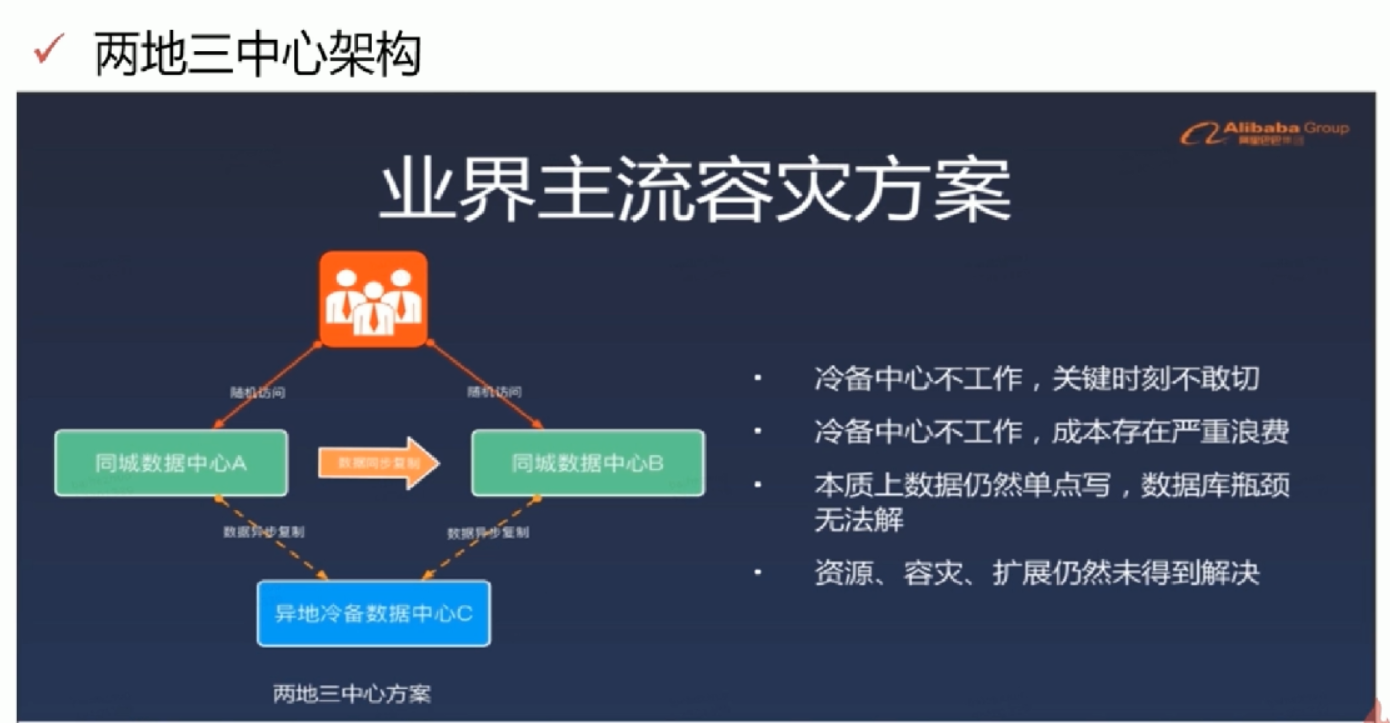 两地三中心架构
Alibaba Group
阿里巴巴集团
业界主流容灾方案
随机访问
随机访问
同城数据中心A
数据同步复制
同城数据中心B
数据异步复制
数据异步复制
异地冷备数据中心C
两地三中心方案
冷备中心不工作，关键时刻不敢切
冷备中心不工作，成本存在严重浪费
本质上数据仍然单点写，数据库瓶颈
无法解
资源、容灾、扩展仍然未得到解决